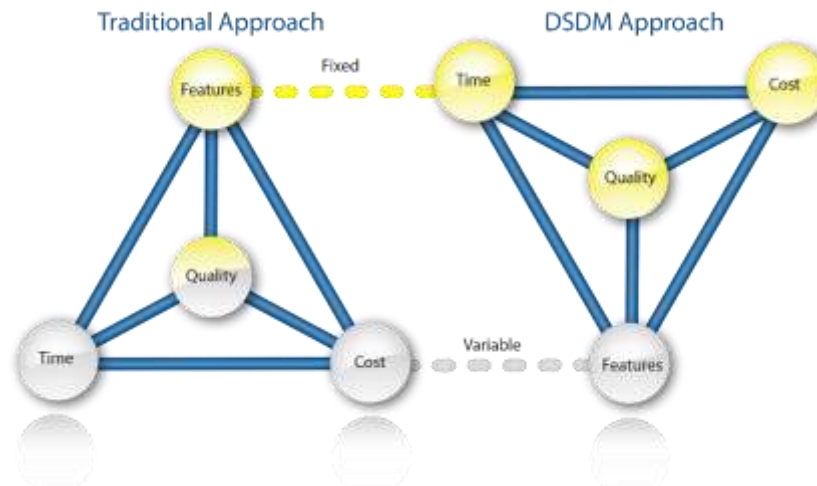 Traditional Approach
DSDM Approach
Features
Fixed
Time
Cost
Quality
Quality
Time
Cost
Variable
Features